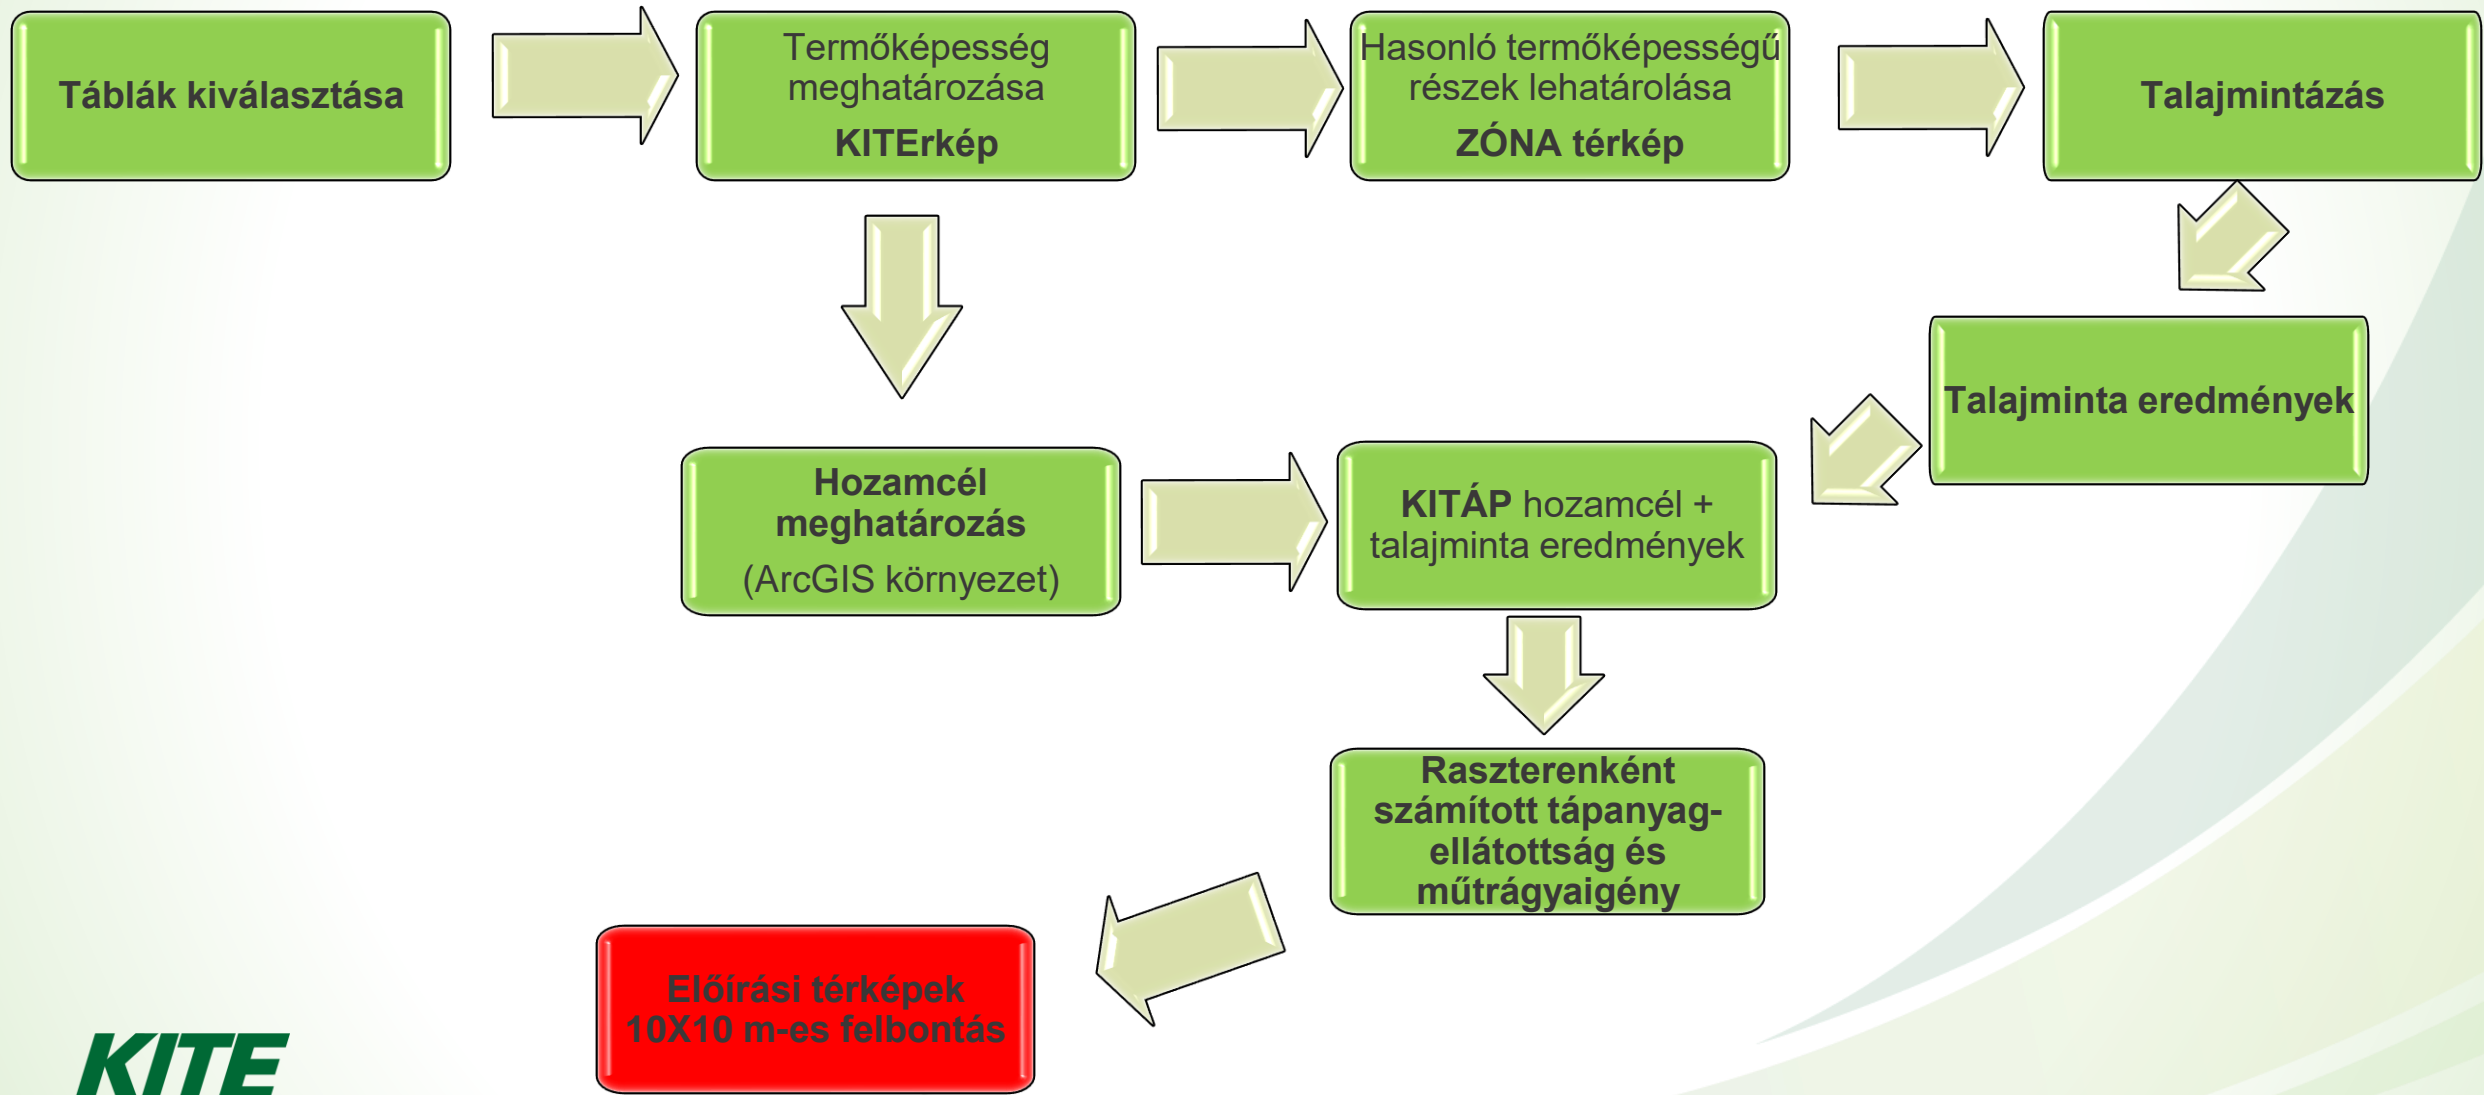 Táblák kiválasztása
Termőképesség
meghatározása
KITErkép
Hasonló termőképességű
részek lehatárolása
ZÓNA térkép
Talajmintázás
Talajminta eredmények
Hozamcél
meghatározás
(ArcGIS környezet)
KITÁP hozamcél +
talajminta eredmények
Raszterenként
számított tápanyag-
ellátottság és
műtrágyaigény
Előírási térképek
10X10 m-es felbontás
KITE